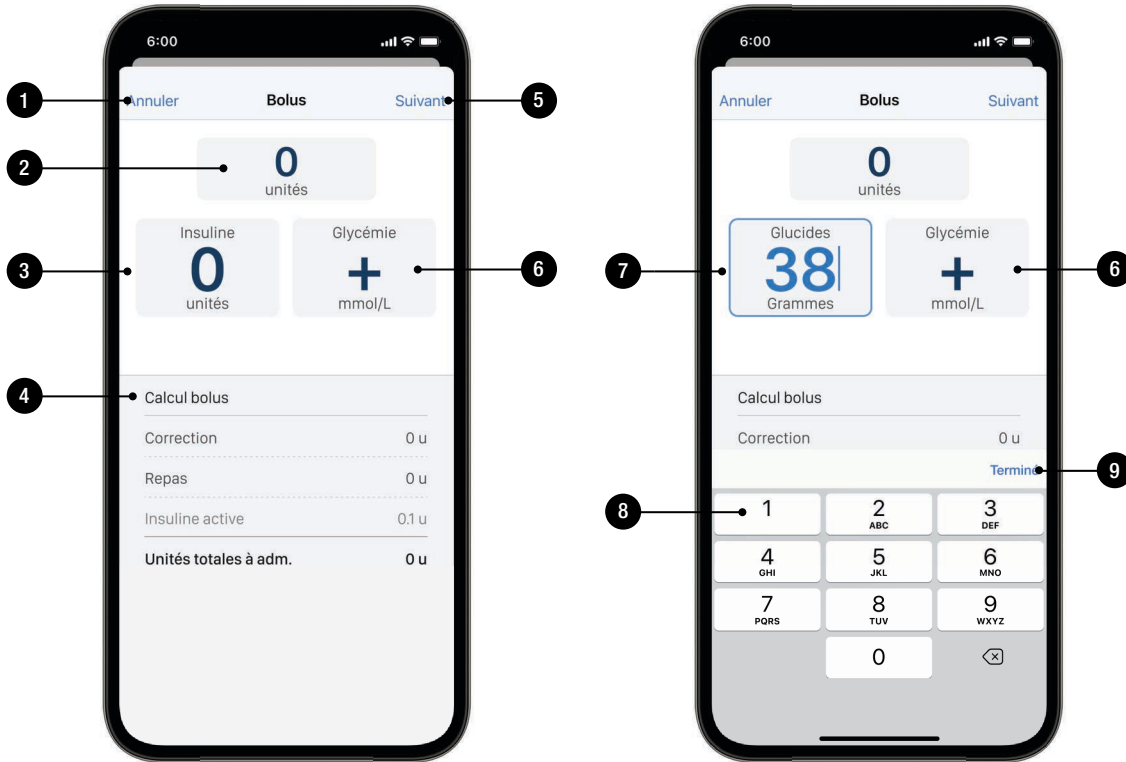 6:00
Annuler Bolus Suivant
1
5
2
0
unités
Insuline
0
unités
Glycémie
+
mmol/L
3
6
4
Calcul bolus
Correction 0 u
Repas 0 u
Insuline active 0.1 u
Unités totales à adm. 0 u
6:00
Annuler Bolus Suivant
0
unités
Glucides
38
Grammes
Glycémie
+
mmol/L
7
6
Calcul bolus
Correction 0 u
Terminé
9
8
1
2
ABC
3
DEF
4
GHI
5
JKL
6
MNO
7
PQRS
8
TUV
9
WXYZ
0